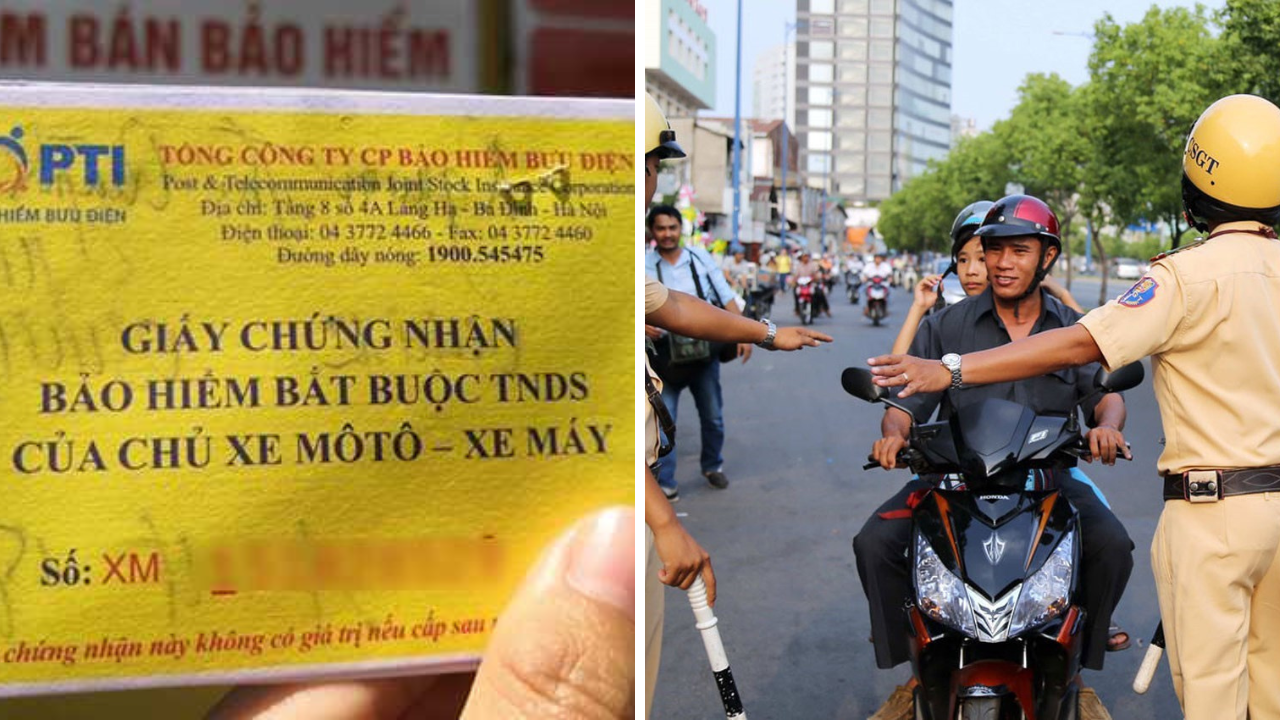 M BÁN BẢO HIỂM
PTI
HIỂM BƯU ĐIỆN
TỔNG CÔNG TY CP BẢO HIỂM BƯU ĐIỆN
Post & Telecommunication Joint Stock Insurance Corporation
Địa chỉ: Tầng 8 số 4A Láng Hạ - Ba Đình - Hà Nội
Điện thoại: 04 3772 4466 - Fax: 04 3772 4460
Đường dây nóng: 1900.545475
GIẤY CHỨNG NHẬN
BẢO HIỂM BẮT BUỘC TNDS
CỦA CHỦ XE MÔTÔ – XE MÁY
Số: XM
chứng nhận này không có giá trị nếu cấp sau
CSGT
HONDA